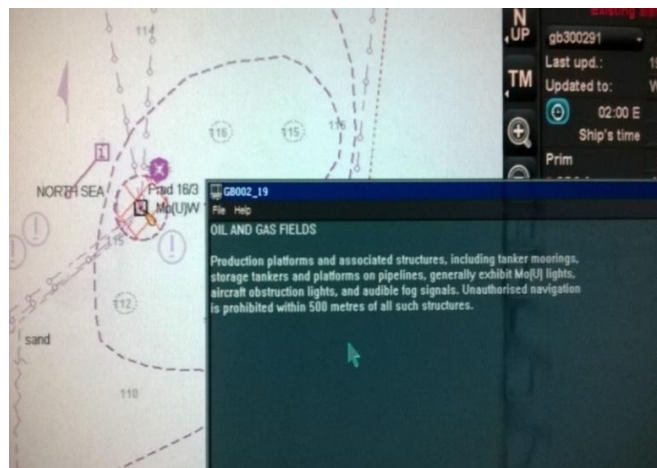 Existing
N
UP
gb300291
Last upd.:
TM
Updated to:
02:00 E
Ship's time
Prim
114
116
115
116
i
NORTH SEA
16/3
Mo(U)W
115
112
sand
110
GB002_19
File Help
OIL AND GAS FIELDS
Production platforms and associated structures, including tanker moorings,
storage tankers and platforms on pipelines, generally exhibit Mo(U) lights,
aircraft obstruction lights, and audible fog signals. Unauthorised navigation
is prohibited within 500 metres of all such structures.